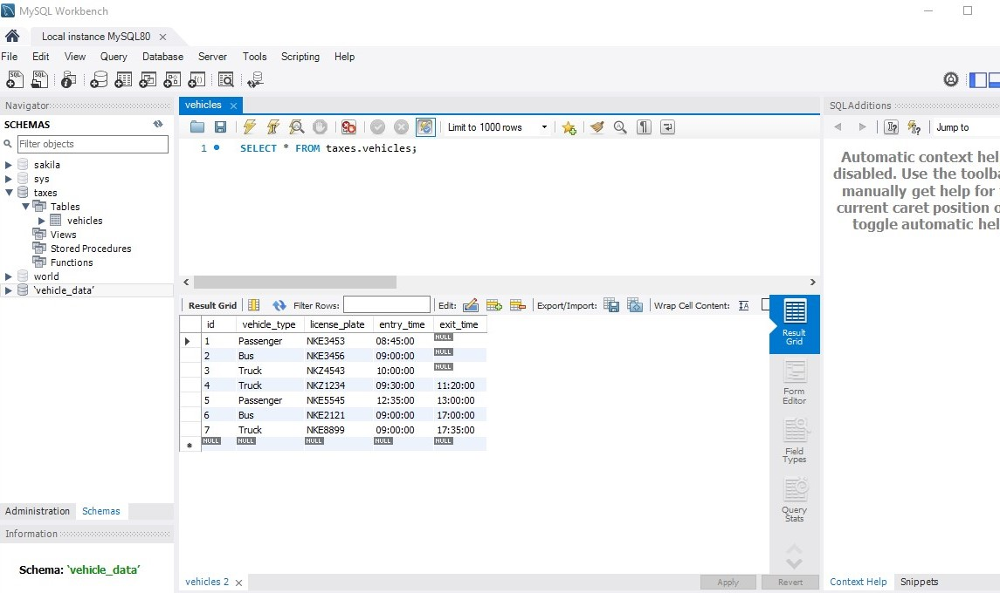 MySQL Workbench
Local instance MySQL80
File Edit View Query Database Server Tools Scripting Help
Navigator
SCHEMAS
Filter objects
sakila
sys
taxes
Tables
vehicles
Views
Stored Procedures
Functions
world
`vehicle_data`
Administration Schemas
Information
Schema: `vehicle_data`
vehicles
Limit to 1000 rows
1 SELECT * FROM taxes.vehicles;
Result Grid Filter Rows: Edit: Export/Import: Wrap Cell Content:
id vehicle_type license_plate entry_time exit_time
1 Passenger NKE3453 08:45:00 NULL
2 Bus NKE3456 09:00:00 NULL
3 Truck NKZ4543 10:00:00 NULL
4 Truck NKZ1234 09:30:00 11:20:00
5 Passenger NKE5545 12:35:00 13:00:00
6 Bus NKE2121 09:00:00 17:00:00
7 Truck NKE8899 09:00:00 17:35:00
NULL NULL NULL NULL NULL
Result
Grid
Form
Editor
Field
Types
Query
Stats
vehicles 2
Apply Revert
SQLAdditions
Jump to
Automatic context hel
disabled. Use the toolba
manually get help for
current caret position o
toggle automatic hel
Context Help Snippets